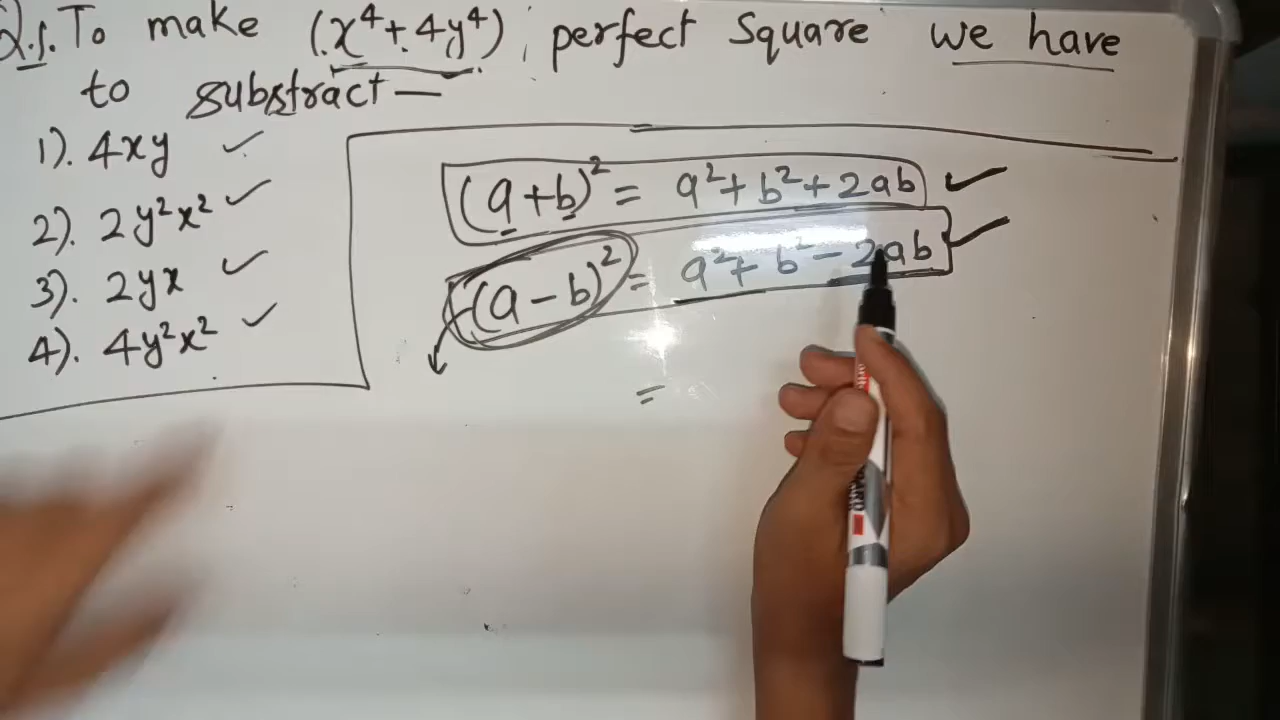 Q.1. To make (x⁴ + 4y⁴), perfect Square we have
to substract —
1). 4xy ✓
2). 2y²x² ✓
3). 2yx ✓
4). 4y²x² ✓
(a+b)² = a² + b² + 2ab ✓
(a − b)² = a² + b² − 2ab ✓
=